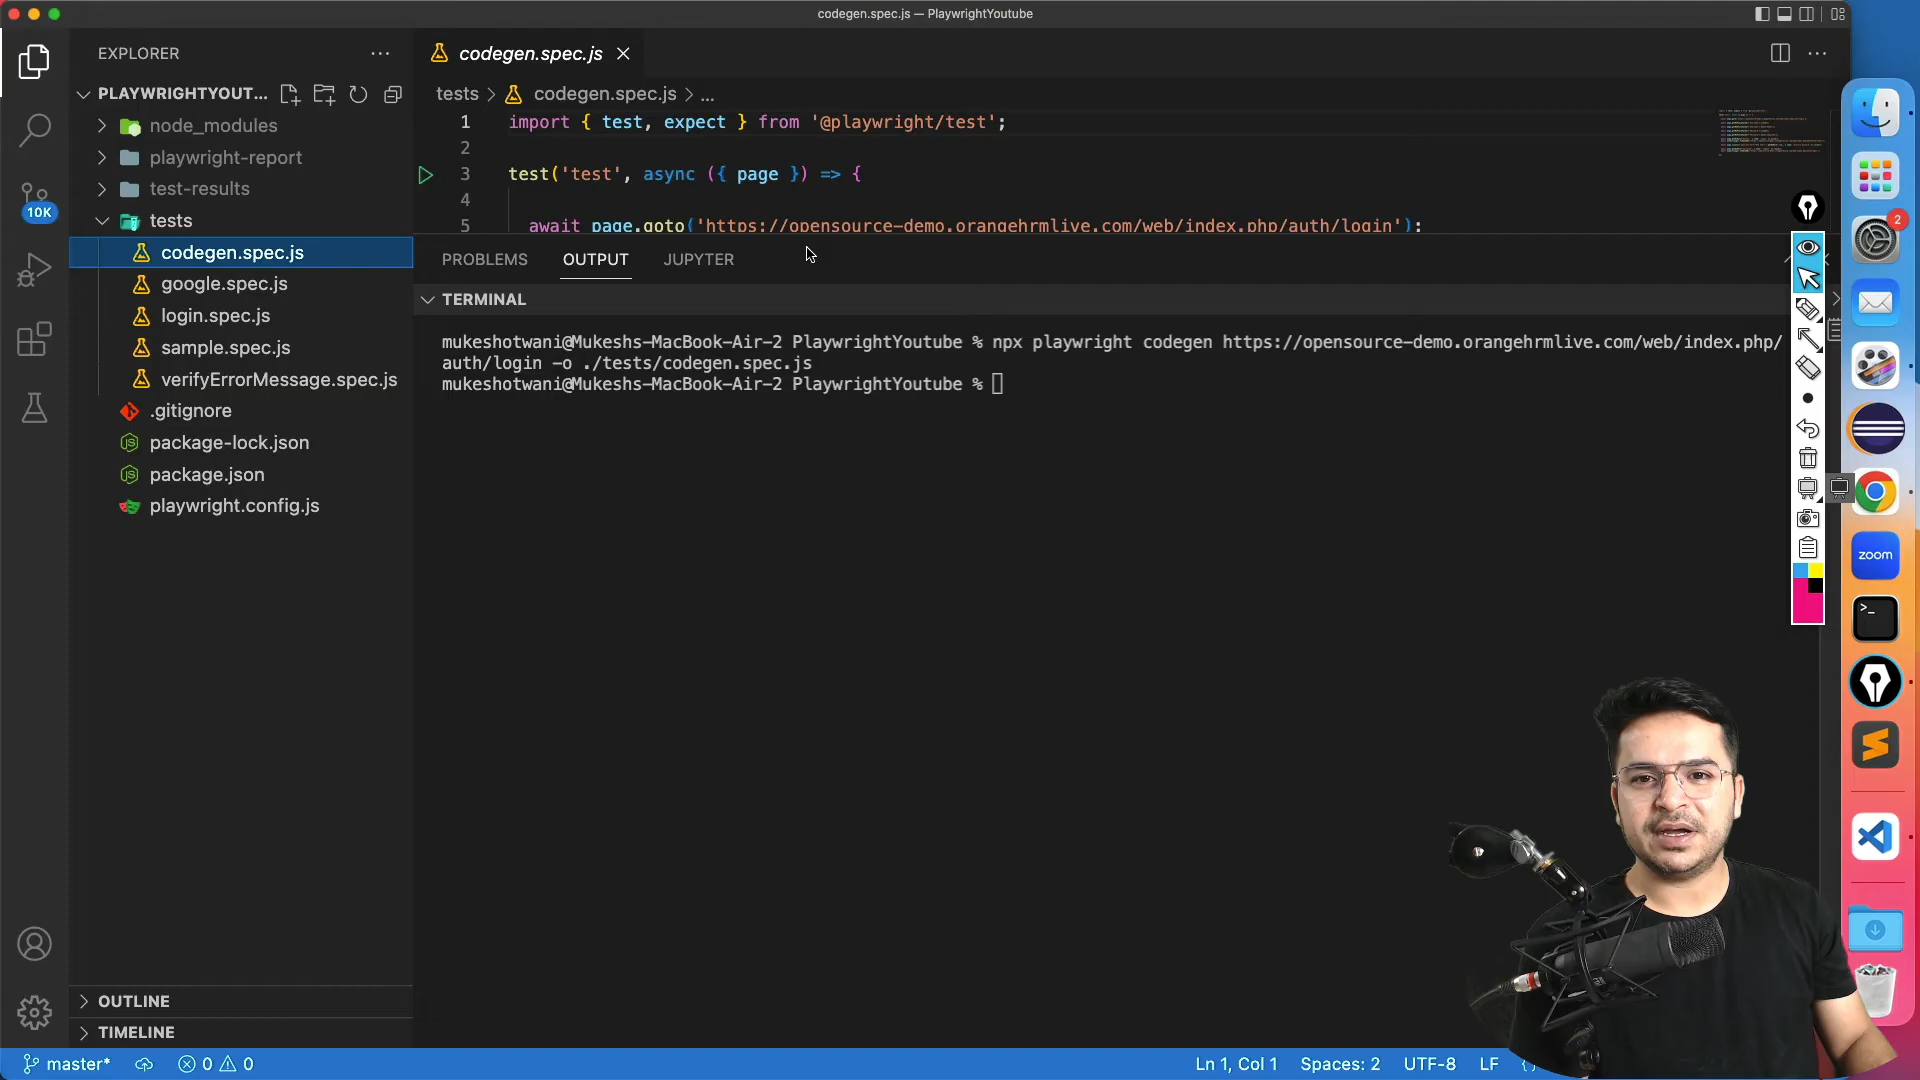 codegen.spec.js — PlaywrightYoutube
EXPLORER
PLAYWRIGHTYOUT...
node_modules
playwright-report
test-results
tests
codegen.spec.js
google.spec.js
login.spec.js
sample.spec.js
verifyErrorMessage.spec.js
.gitignore
package-lock.json
package.json
playwright.config.js
OUTLINE
TIMELINE
10K
codegen.spec.js
tests > codegen.spec.js > ...
1 import { test, expect } from '@playwright/test';
2
3 test('test', async ({ page }) => {
4
5 await page.goto('https://opensource-demo.orangehrmlive.com/web/index.php/auth/login');
PROBLEMS OUTPUT JUPYTER
TERMINAL
mukeshotwani@Mukeshs-MacBook-Air-2 PlaywrightYoutube % npx playwright codegen https://opensource-demo.orangehrmlive.com/web/index.php/
auth/login -o ./tests/codegen.spec.js
mukeshotwani@Mukeshs-MacBook-Air-2 PlaywrightYoutube %
2
zoom
master* 0 0
Ln 1, Col 1 Spaces: 2 UTF-8 LF